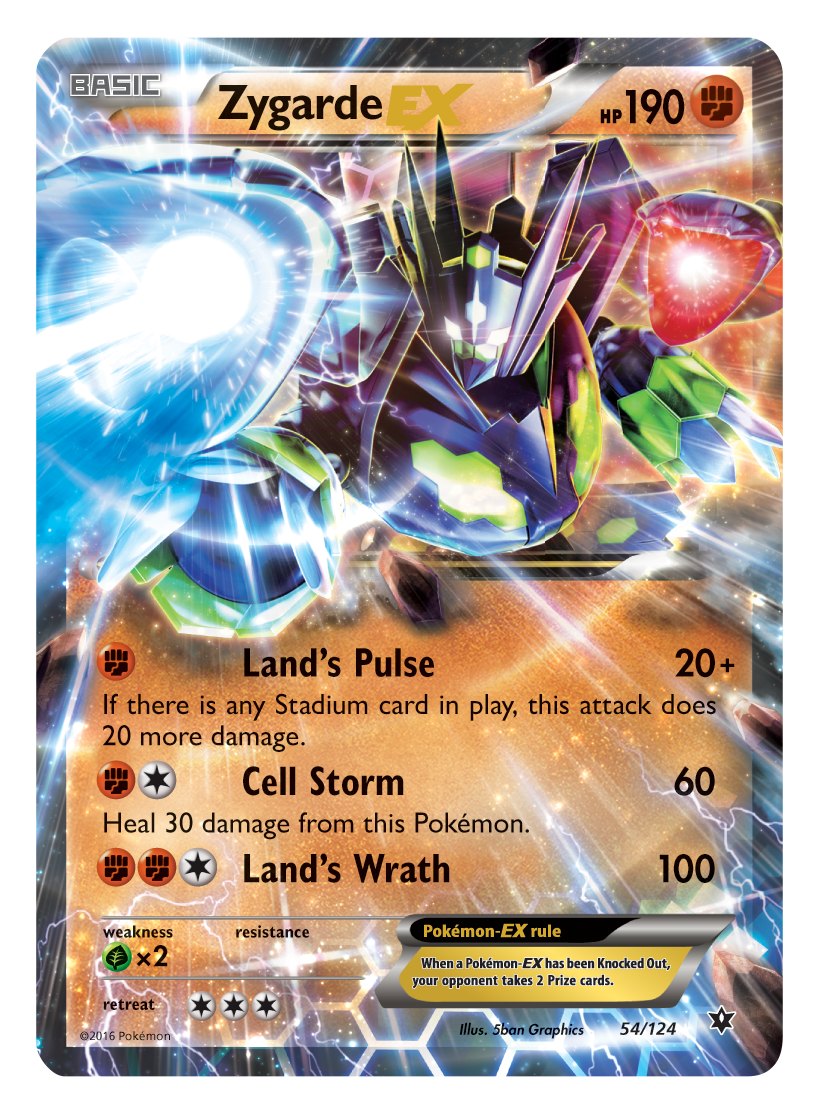 BASIC
Zygarde EX
HP 190
Land's Pulse 20+
If there is any Stadium card in play, this attack does
20 more damage.
Cell Storm 60
Heal 30 damage from this Pokémon.
Land's Wrath 100
weakness resistance
×2
Pokémon-EX rule
When a Pokémon-EX has been Knocked Out,
your opponent takes 2 Prize cards.
retreat
©2016 Pokémon
Illus. 5ban Graphics 54/124